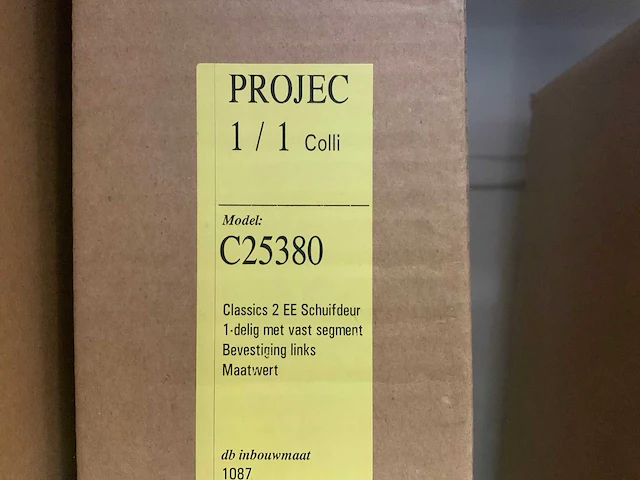 PROJEC
1 / 1 Colli
Model:
C25380
Classics 2 EE Schuifdeur
1-delig met vast segment
Bevestiging links
Maatwert
db inbouwmaat
1087